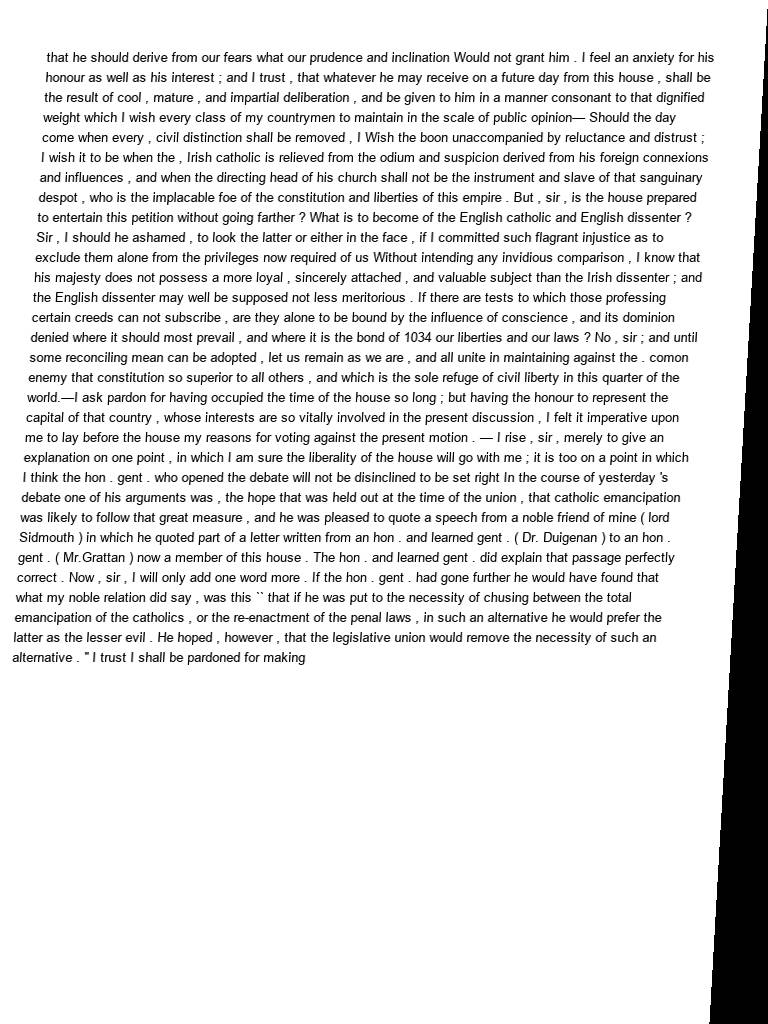 that he should derive from our fears what our prudence and inclination Would not grant him . I feel an anxiety for his
honour as well as his interest ; and I trust , that whatever he may receive on a future day from this house , shall be
the result of cool , mature , and impartial deliberation , and be given to him in a manner consonant to that dignified
weight which I wish every class of my countrymen to maintain in the scale of public opinion— Should the day
come when every , civil distinction shall be removed , I Wish the boon unaccompanied by reluctance and distrust ;
I wish it to be when the , Irish catholic is relieved from the odium and suspicion derived from his foreign connexions
and influences , and when the directing head of his church shall not be the instrument and slave of that sanguinary
despot , who is the implacable foe of the constitution and liberties of this empire . But , sir , is the house prepared
to entertain this petition without going farther ? What is to become of the English catholic and English dissenter ?
Sir , I should he ashamed , to look the latter or either in the face , if I committed such flagrant injustice as to
exclude them alone from the privileges now required of us Without intending any invidious comparison , I know that
his majesty does not possess a more loyal , sincerely attached , and valuable subject than the Irish dissenter ; and
the English dissenter may well be supposed not less meritorious . If there are tests to which those professing
certain creeds can not subscribe , are they alone to be bound by the influence of conscience , and its dominion
denied where it should most prevail , and where it is the bond of 1034 our liberties and our laws ? No , sir ; and until
some reconciling mean can be adopted , let us remain as we are , and all unite in maintaining against the . comon
enemy that constitution so superior to all others , and which is the sole refuge of civil liberty in this quarter of the
world.—I ask pardon for having occupied the time of the house so long ; but having the honour to represent the
capital of that country , whose interests are so vitally involved in the present discussion , I felt it imperative upon
me to lay before the house my reasons for voting against the present motion . — I rise , sir , merely to give an
explanation on one point , in which I am sure the liberality of the house will go with me ; it is too on a point in which
I think the hon . gent . who opened the debate will not be disinclined to be set right In the course of yesterday 's
debate one of his arguments was , the hope that was held out at the time of the union , that catholic emancipation
was likely to follow that great measure , and he was pleased to quote a speech from a noble friend of mine ( lord
Sidmouth ) in which he quoted part of a letter written from an hon . and learned gent . ( Dr. Duigenan ) to an hon .
gent . ( Mr.Grattan ) now a member of this house . The hon . and learned gent . did explain that passage perfectly
correct . Now , sir , I will only add one word more . If the hon . gent . had gone further he would have found that
what my noble relation did say , was this `` that if he was put to the necessity of chusing between the total
emancipation of the catholics , or the re-enactment of the penal laws , in such an alternative he would prefer the
latter as the lesser evil . He hoped , however , that the legislative union would remove the necessity of such an
alternative . " I trust I shall be pardoned for making